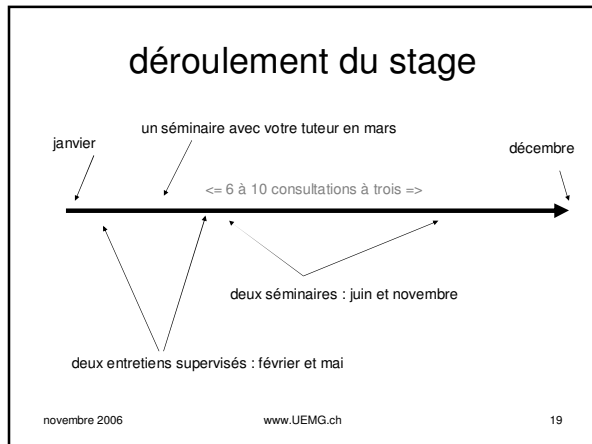 déroulement du stage
un séminaire avec votre tuteur en mars
janvier
décembre
<= 6 à 10 consultations à trois =>
deux séminaires : juin et novembre
deux entretiens supervisés : février et mai
novembre 2006
www.UEMG.ch
19